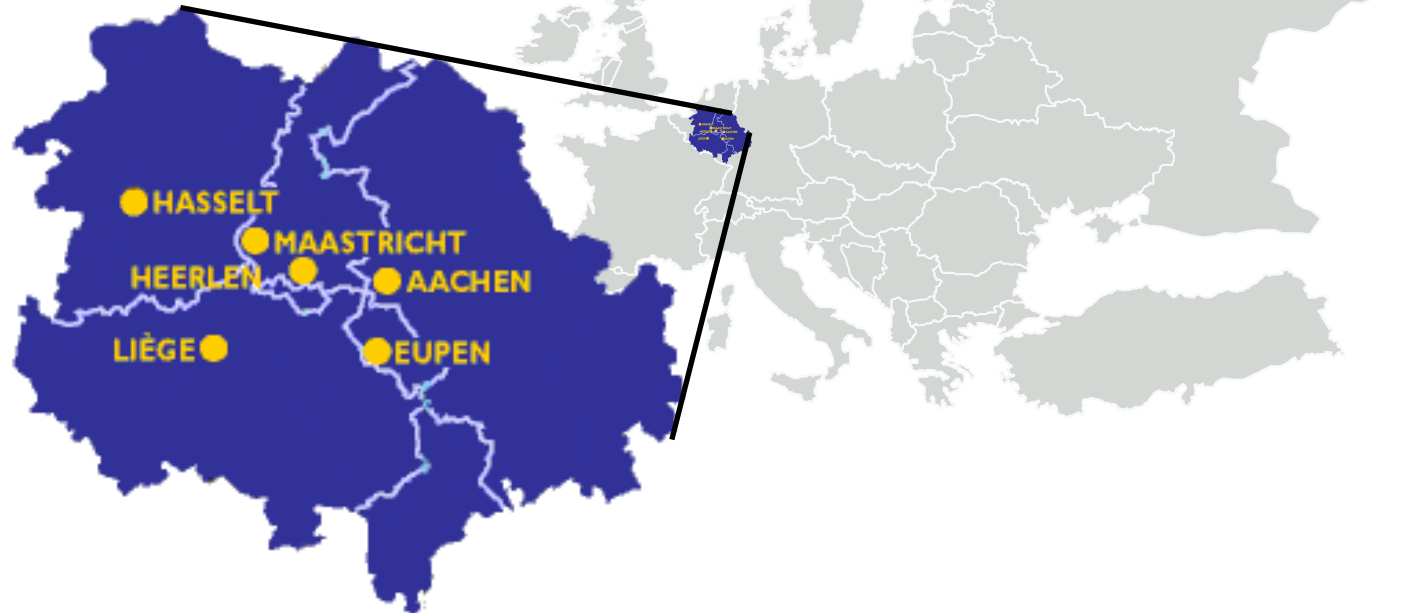 HASSELT
MAASTRICHT
HEERLEN
AACHEN
LIÈGE
EUPEN